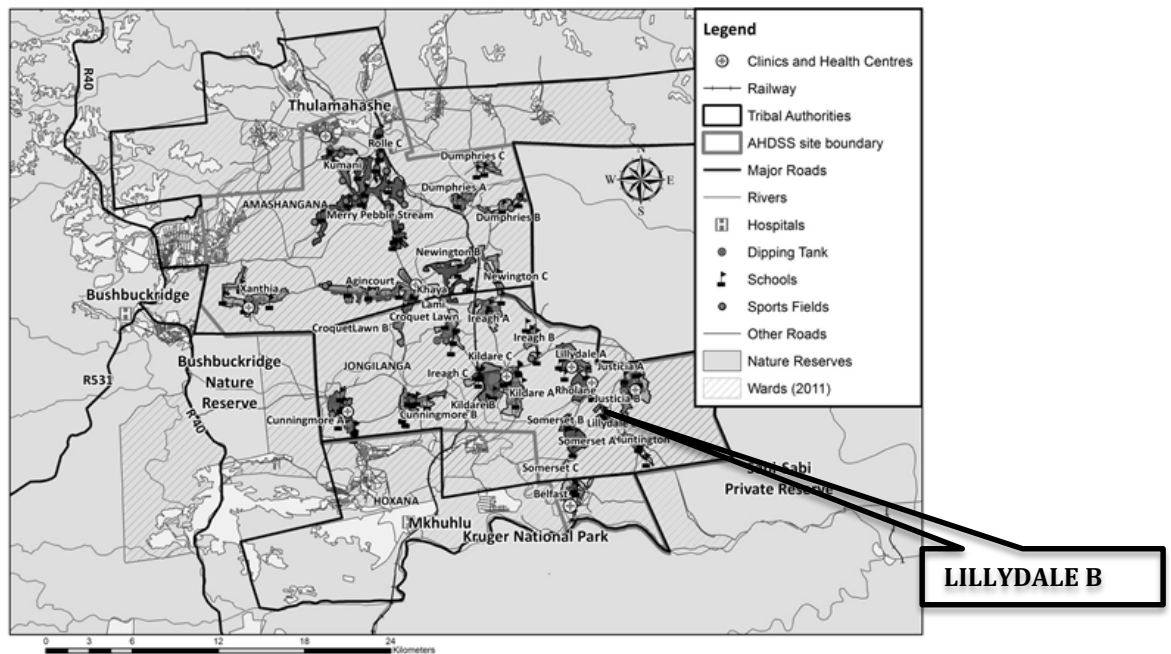 Legend
Clinics and Health Centres
Railway
Tribal Authorities
AHDSS site boundary
Major Roads
Rivers
Hospitals
Dipping Tank
Schools
Sports Fields
Other Roads
Nature Reserves
Wards (2011)
N
W E
S
R40
Thulamahashe
Rolle C
Kumani
Dumphries C
Dumphries A
AMASHANGANA
Merry Pebble Stream
Dumphries B
Newington B
Newington C
Xanthia
Agincourt
Khaya
Lami
Bushbuckridge
Croquet Lawn
Ireagh A
CroquetLawn B
Ireagh B
Kildare C
Lillydale A
Bushbuckridge
Nature
Reserve
JONGILANGA
Ireagh C
Justicia A
R531
Rholane
Kildare A
Justicia B
Kildare B
R40
Cunningmore A
Cunningmore B
Somerset B
Lillydale
Somerset A
Huntington
Somerset C
Sabi Sabi
Private Reserve
Belfast
HOXANA
Mkhuhlu
Kruger National Park
LILLYDALE B
0 3 6 12 18 24
Kilometers